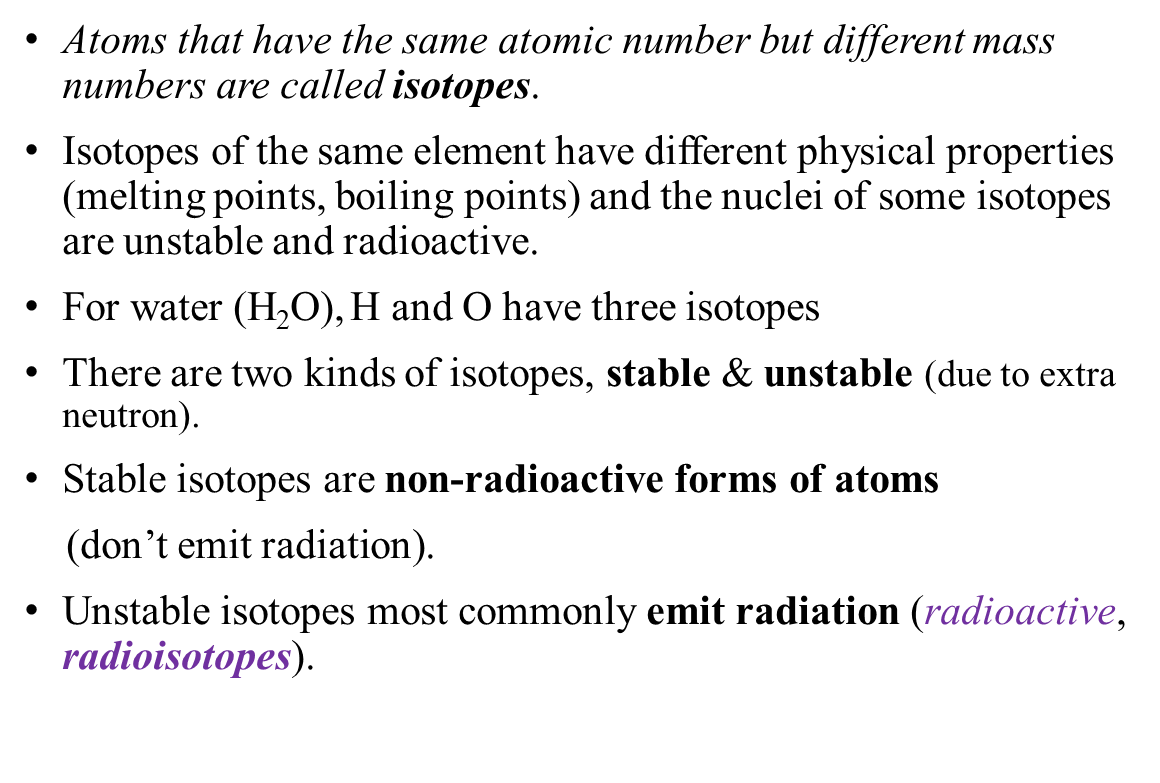 • Atoms that have the same atomic number but different mass
numbers are called isotopes.
• Isotopes of the same element have different physical properties
(melting points, boiling points) and the nuclei of some isotopes
are unstable and radioactive.
• For water (H₂O), H and O have three isotopes
• There are two kinds of isotopes, stable & unstable (due to extra
neutron).
• Stable isotopes are non-radioactive forms of atoms
(don’t emit radiation).
• Unstable isotopes most commonly emit radiation (radioactive,
radioisotopes).